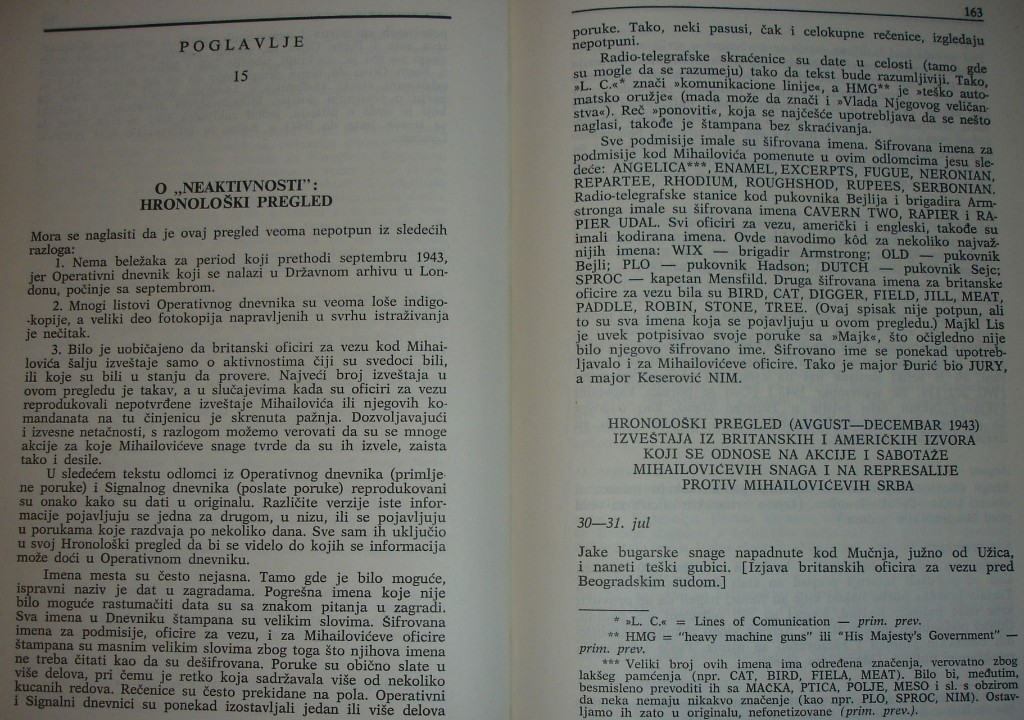 POGLAVLJE
15
O „NEAKTIVNOSTI”:
HRONOLOŠKI PREGLED
Mora se naglasiti da je ovaj pregled veoma nepotpun iz sledećih
razloga:
1. Nema beležaka za period koji prethodi septembru 1943,
jer Operativni dnevnik koji se nalazi u Državnom arhivu u Lon-
donu, počinje sa septembrom.
2. Mnogi listovi Operativnog dnevnika su veoma loše indigo-
-kopije, a veliki deo fotokopija napravljenih u svrhu istraživanja
je nečitak.
3. Bilo je uobičajeno da britanski oficiri za vezu kod Mihai-
lovića šalju izveštaje samo o aktivnostima čiji su svedoci bili,
ili koje su bili u stanju da provere. Najveći broj izveštaja u
ovom pregledu je takav, a u slučajevima kada su oficiri za vezu
reprodukovali nepotvrđene izveštaje Mihailovića ili njegovih ko-
mandanata na tu činjenicu je skrenuta pažnja. Dozvoljavajući
i izvesne netačnosti, s razlogom možemo verovati da su se mnoge
akcije za koje Mihailovićeve snage tvrde da su ih izvele, zaista
tako i desile.
U sledećem tekstu odlomci iz Operativnog dnevnika (primlje-
ne poruke) i Signalnog dnevnika (poslate poruke) reprodukovani
su onako kako su dati u originalu. Različite verzije iste infor-
macije pojavljuju se jedna za drugom, u nizu, ili se pojavljuju
u porukama koje razdvaja po nekoliko dana. Sve sam ih uključio
u svoj Hronološki pregled da bi se videlo do kojih se informacija
može doći u Operativnom dnevniku.
Imena mesta su često nejasna. Tamo gde je bilo moguće,
ispravni naziv je dat u zagradama. Pogrešna imena koje nije
bilo moguće rastumačiti data su sa znakom pitanja u zagradi.
Sva imena u Dnevniku štampana su velikim slovima. Šifrovana
imena za podmisije, oficire za vezu, i za Mihailovićeve oficire
štampana su masnim velikim slovima zbog toga što njihova imena
ne treba čitati kao da su dešifrovana. Poruke su obično slate u
više delova, pri čemu je retko koja sadržavala više od nekoliko
kucanih redova. Rečenice su često prekidane na pola. Operativni
i Signalni dnevnici su ponekad izostavljali jedan ili više delova
163
poruke. Tako, neki pasusi, čak i celokupne rečenice, izgledaju
nepotpuni.
Radio-telegrafske skraćenice su date u celosti (tamo gde
su mogle da se razumeju) tako da tekst bude razumljiviji. Tako,
»L. C.«* znači »komunikacione linije«, a HMG** je »teško auto-
matsko oružje« (mada može da znači i »Vlada Njegovog veličan-
stva«). Reč »ponoviti«, koja se najčešće upotrebljava da se nešto
naglasi, takođe je štampana bez skraćivanja.
Sve podmisije imale su šifrovana imena. Šifrovana imena za
podmisije kod Mihailovića pomenute u ovim odlomcima jesu sle-
deće: ANGELICA***, ENAMEL, EXCERPTS, FUGUE, NERONIAN,
REPARTEE, RHODIUM, ROUGHSHOD, RUPEES, SERBONIAN.
Radio-telegrafske stanice kod pukovnika Bejlija i brigadira Arm-
stronga imale su šifrovana imena CAVERN TWO, RAPIER i RA-
PIER UDAL. Svi oficiri za vezu, američki i engleski, takođe su
imali kodirana imena. Ovde navodimo kôd za nekoliko najvaž-
nijih imena: WIX — brigadir Armstrong; OLD — pukovnik
Bejli; PLO — pukovnik Hadson; DUTCH — pukovnik Sejc;
SPROC — kapetan Mensfild. Druga šifrovana imena za britanske
oficire za vezu bila su BIRD, CAT, DIGGER, FIELD, JILL, MEAT,
PADDLE, ROBIN, STONE, TREE. (Ovaj spisak nije potpun, ali
to su sva imena koja se pojavljuju u ovom pregledu.) Majkl Lis
je uvek potpisivao svoje poruke sa »Majk«, što očigledno nije
bilo njegovo šifrovano ime. Šifrovano ime se ponekad upotreb-
ljavalo i za Mihailovićeve oficire. Tako je major Đurić bio JURY,
a major Keserović NIM.
HRONOLOŠKI PREGLED (AVGUST—DECEMBAR 1943)
IZVEŠTAJA IZ BRITANSKIH I AMERIČKIH IZVORA
KOJI SE ODNOSE NA AKCIJE I SABOTAŽE
MIHAILOVIĆEVIH SNAGA I NA REPRESALIJE
PROTIV MIHAILOVIĆEVIH SRBA
30—31. jul
Jake bugarske snage napadnute kod Mučnja, južno od Užica,
i naneti teški gubici. [Izjava britanskih oficira za vezu pred
Beogradskim sudom.]
* »L. C.« = Lines of Comunication — prim. prev.
** HMG = "heavy machine guns" ili "His Majesty's Government" —
prim. prev.
*** Veliki broj ovih imena ima određena značenja, verovatno zbog
lakšeg pamćenja (npr. CAT, BIRD, FIELA, MEAT). Bilo bi, međutim,
besmisleno prevoditi ih sa MAČKA, PTICA, POLJE, MESO i sl. s obzirom
da neka nemaju nikakvo značenje (kao npr. PLO, SPROC, NIM). Ostav-
ljamo ih zato u originalu, nefonetizovane (prim. prev.).